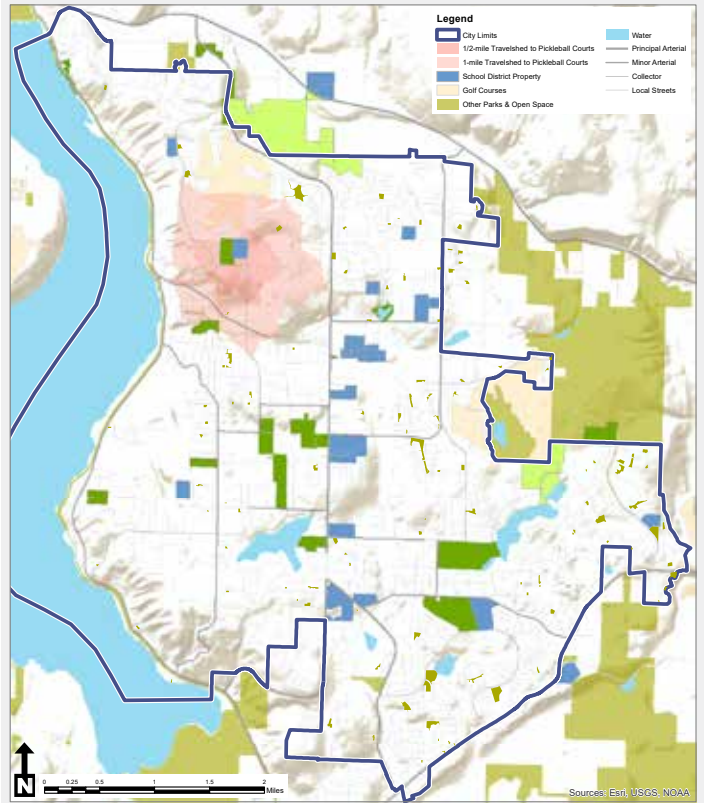 Legend
City Limits
1/2-mile Travelshed to Pickleball Courts
1-mile Travelshed to Pickleball Courts
School District Property
Golf Courses
Other Parks & Open Space
Water
Principal Arterial
Minor Arterial
Collector
Local Streets
N
0 0.25 0.5 1 1.5 2
Miles
Sources: Esri, USGS, NOAA